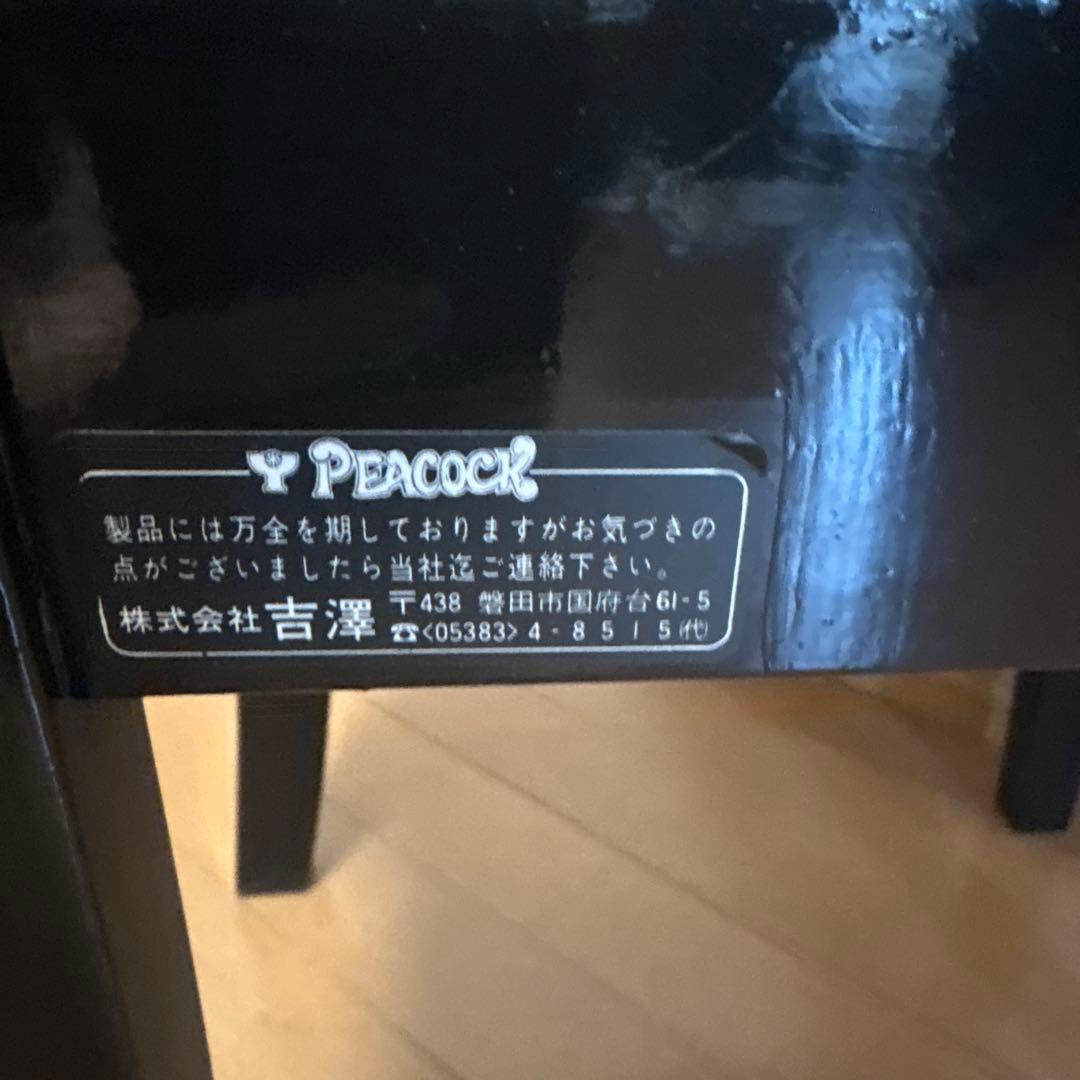 PEACOCK
製品には万全を期しておりますがお気づきの
点がございましたら当社迄ご連絡下さい。
株式会社吉澤 〒438 磐田市国府台61-5
☎<05383>4-8515(代)